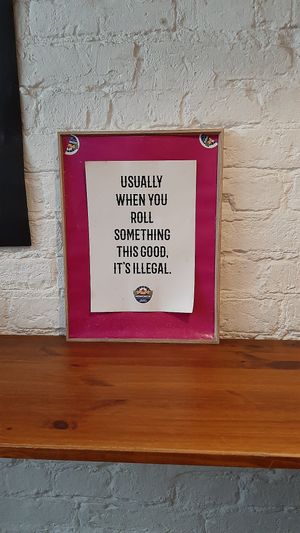 USUALLY
WHEN YOU
ROLL
SOMETHING
THIS GOOD,
IT'S ILLEGAL.